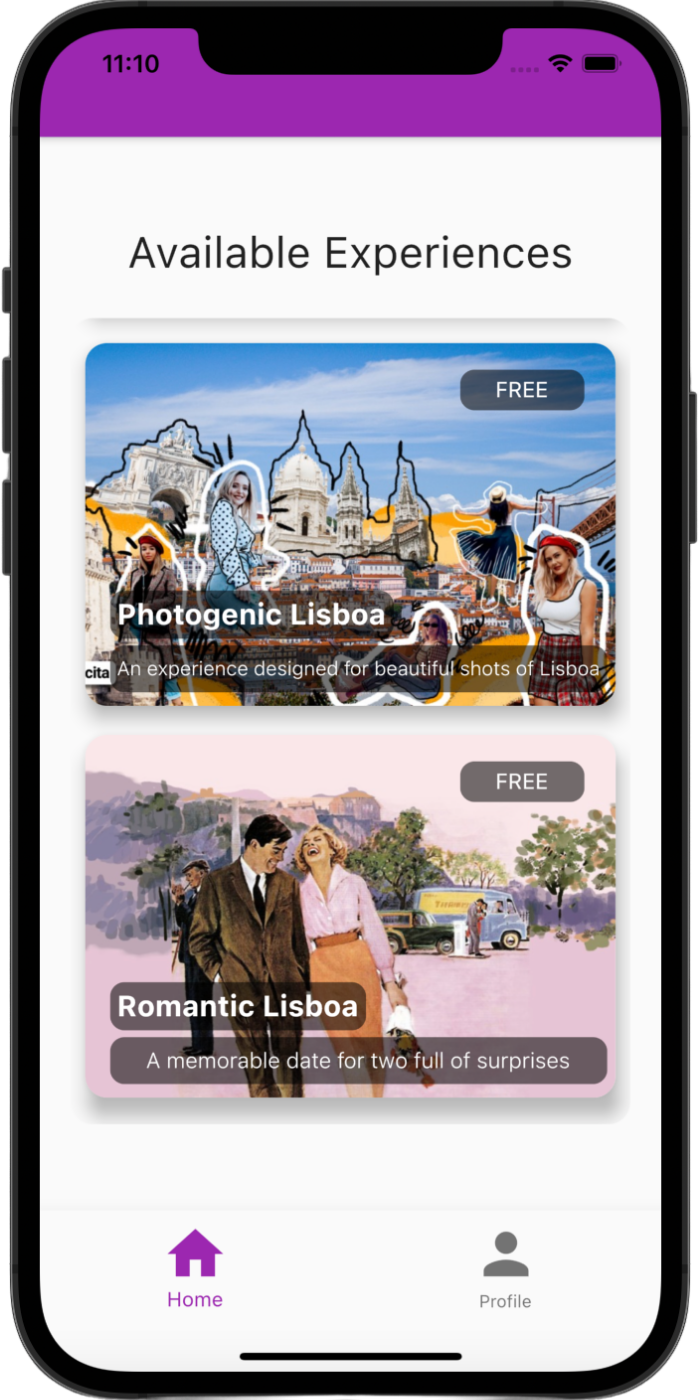 11:10
Available Experiences
FREE
Photogenic Lisboa
cita
An experience designed for beautiful shots of Lisboa
FREE
Romantic Lisboa
A memorable date for two full of surprises
Home
Profile